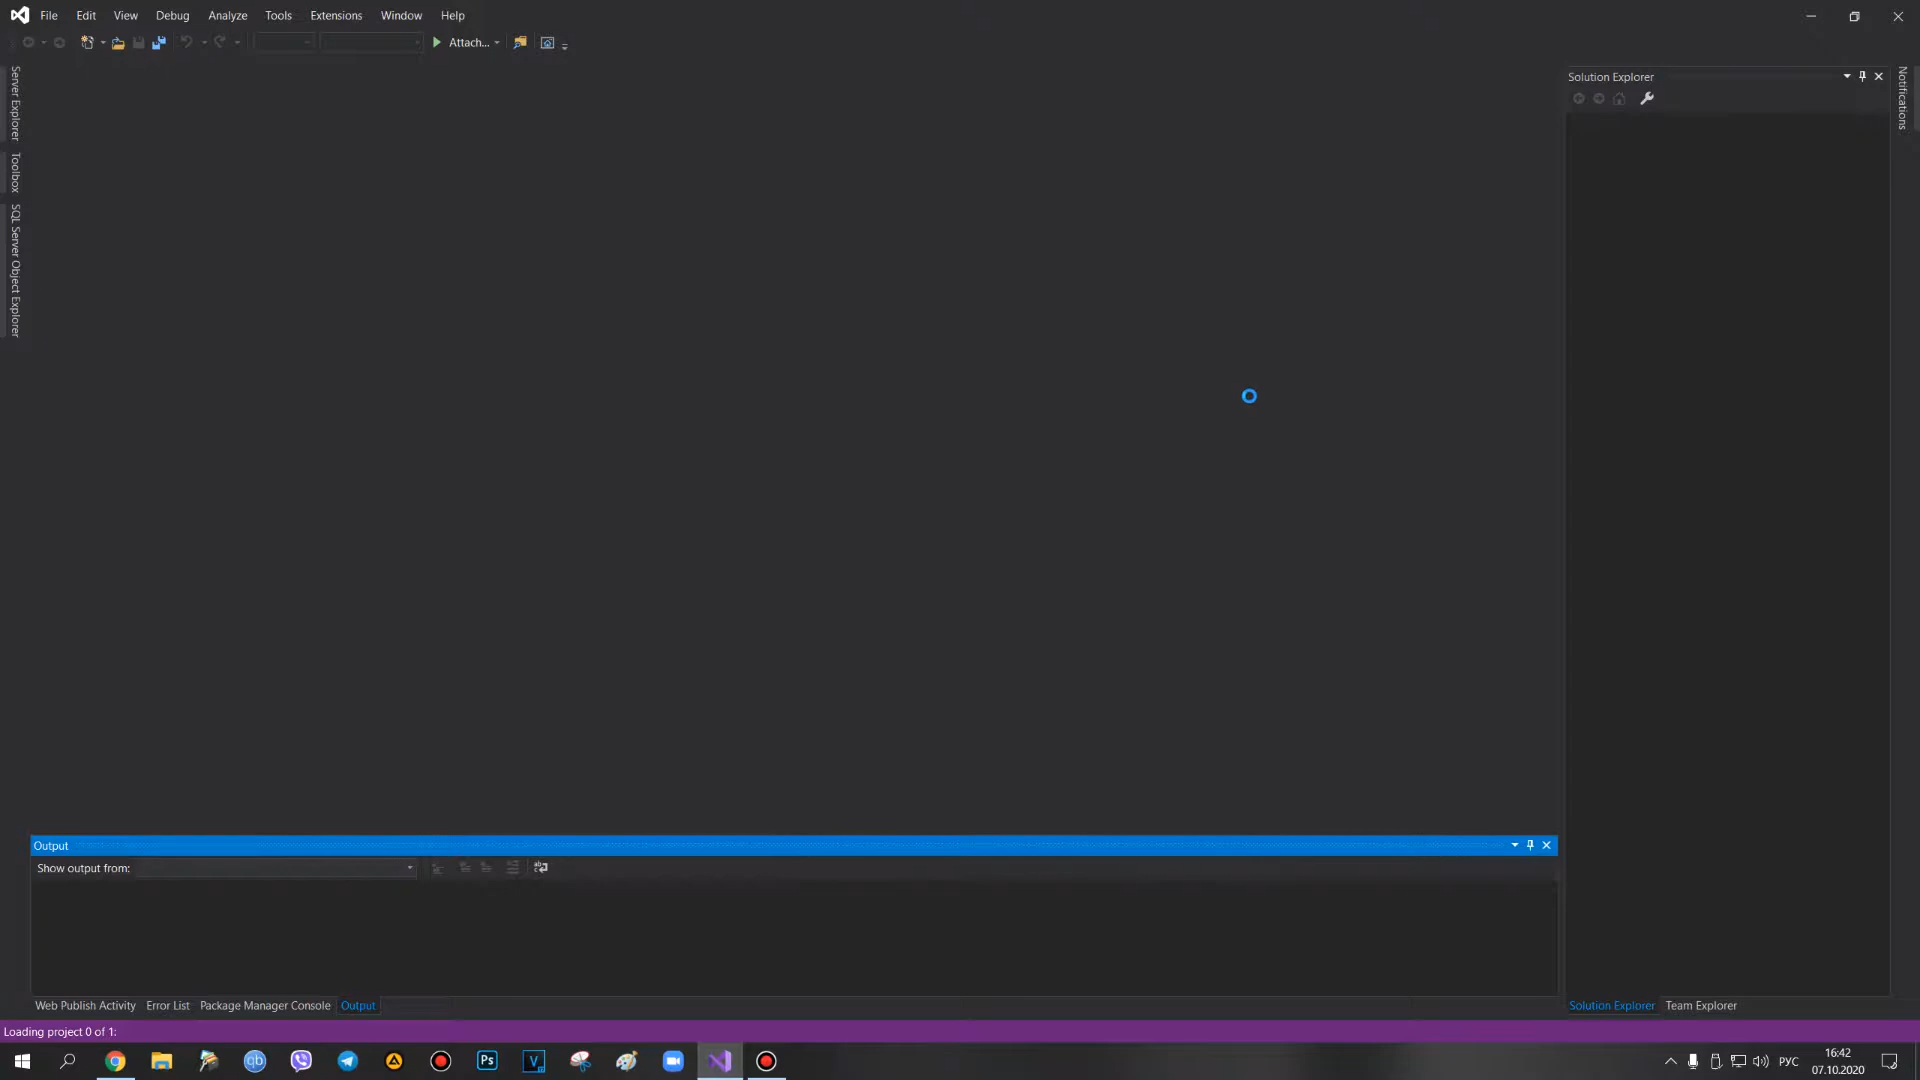 File Edit View Debug Analyze Tools Extensions Window Help
Attach...
Server Explorer
Toolbox
SQL Server Object Explorer
Solution Explorer
Notifications
Output
Show output from:
Web Publish Activity Error List Package Manager Console Output
Solution Explorer Team Explorer
Loading project 0 of 1:
qb
Ps
V
РУС
16:42
07.10.2020